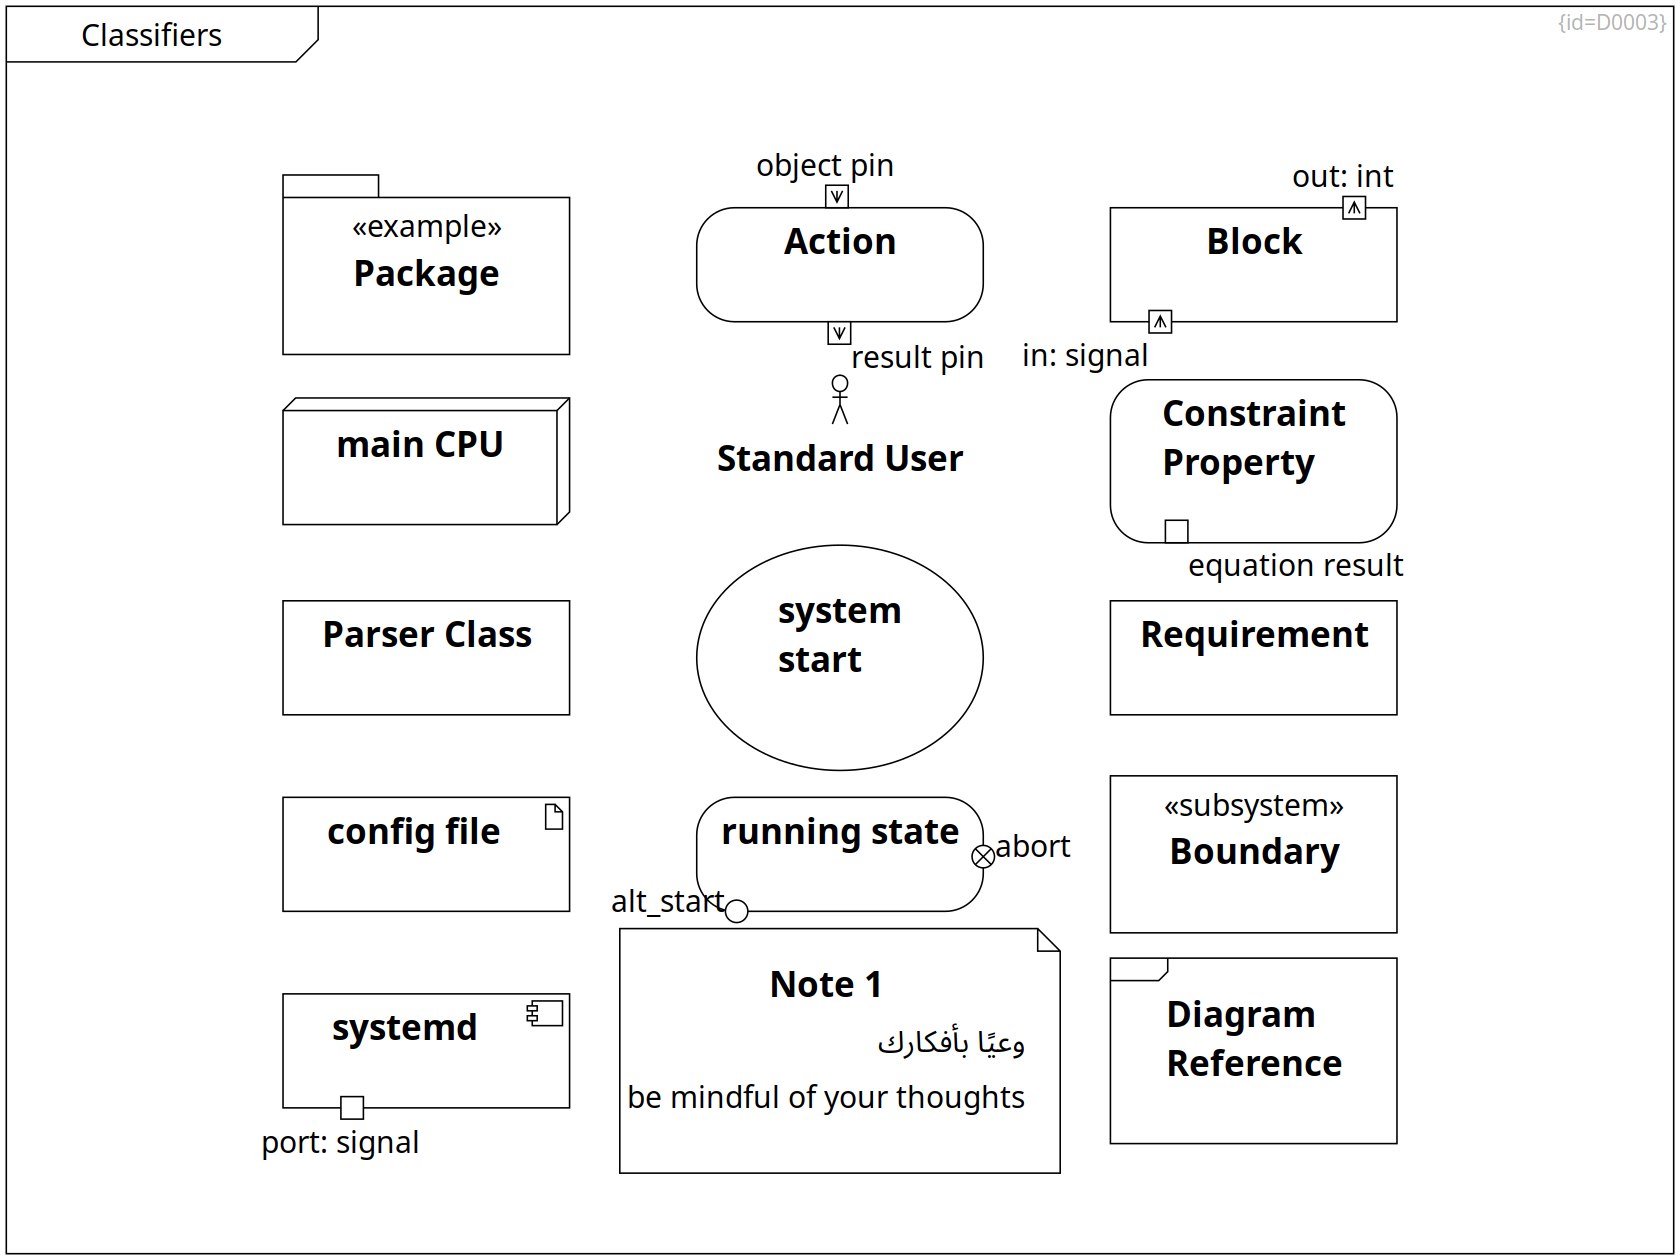 Classifiers
{id=D0003}
«example»
Package
main CPU
Parser Class
config file
systemd
port: signal
object pin
Action
result pin
Standard User
system
start
running state
abort
alt_start
Note 1
وعيًا بأفكارك
be mindful of your thoughts
out: int
Block
in: signal
Constraint
Property
equation result
Requirement
«subsystem»
Boundary
Diagram
Reference